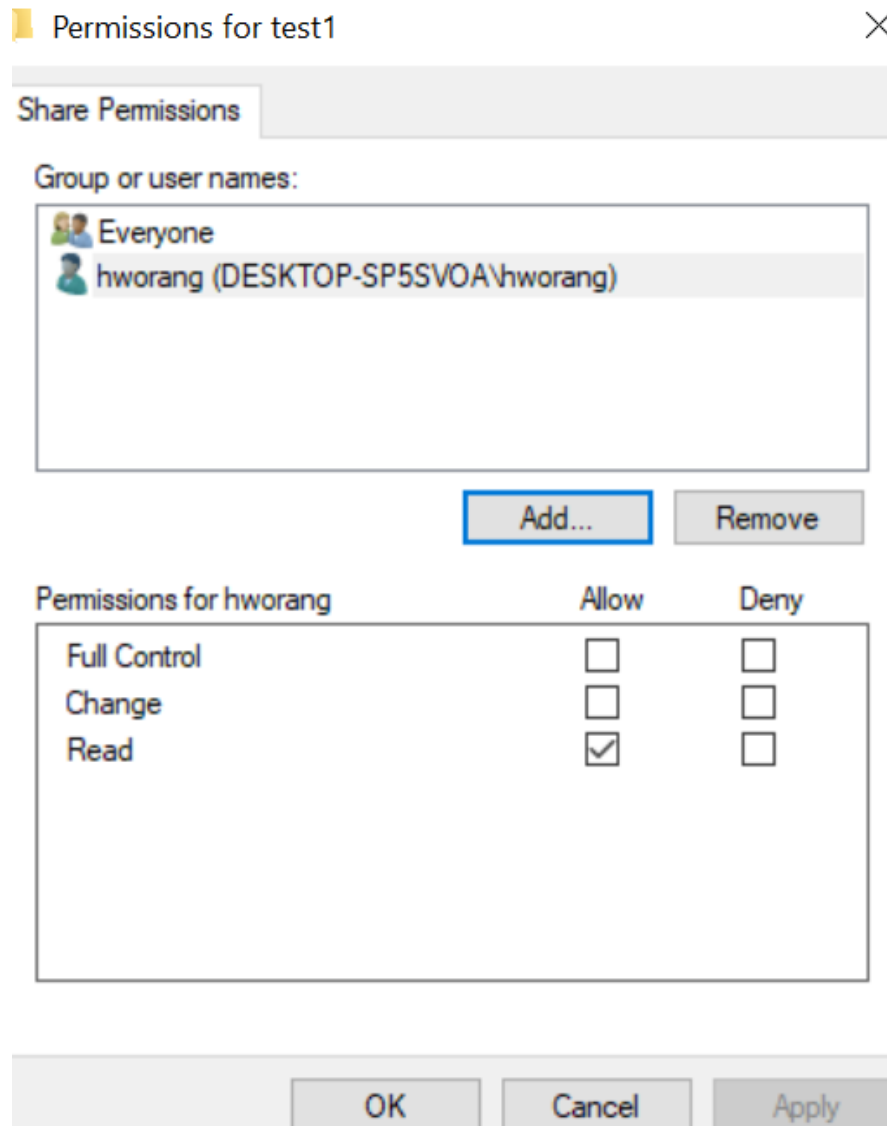 Permissions for test1
Share Permissions
Group or user names:
Everyone
hworang (DESKTOP-SP5SVOA\hworang)
Add... Remove
Permissions for hworang Allow Deny
Full Control
Change
Read
OK Cancel Apply